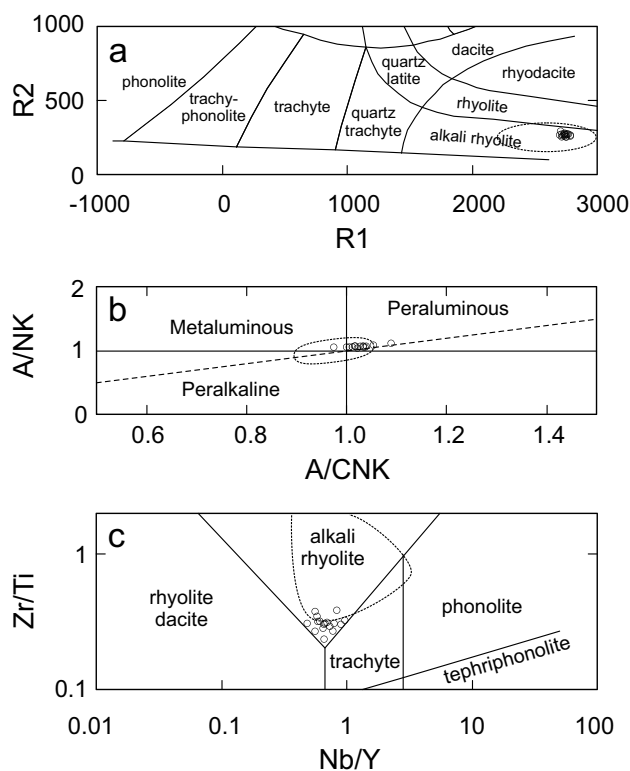 a
1000
500
0
R2
phonolite
trachy-
phonolite
trachyte
quartz
trachyte
quartz
latite
dacite
rhyodacite
rhyolite
alkali rhyolite
-1000
0
1000
2000
3000
R1
b
2
1
0
A/NK
Metaluminous
Peraluminous
Peralkaline
0.6
0.8
1.0
1.2
1.4
A/CNK
c
1
0.1
Zr/Ti
alkali
rhyolite
rhyolite
dacite
phonolite
trachyte
tephriphonolite
0.01
0.1
1
10
100
Nb/Y